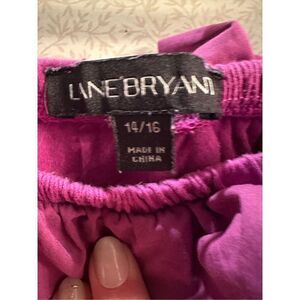 LANE BRYANT
14/16
MADE IN
CHINA